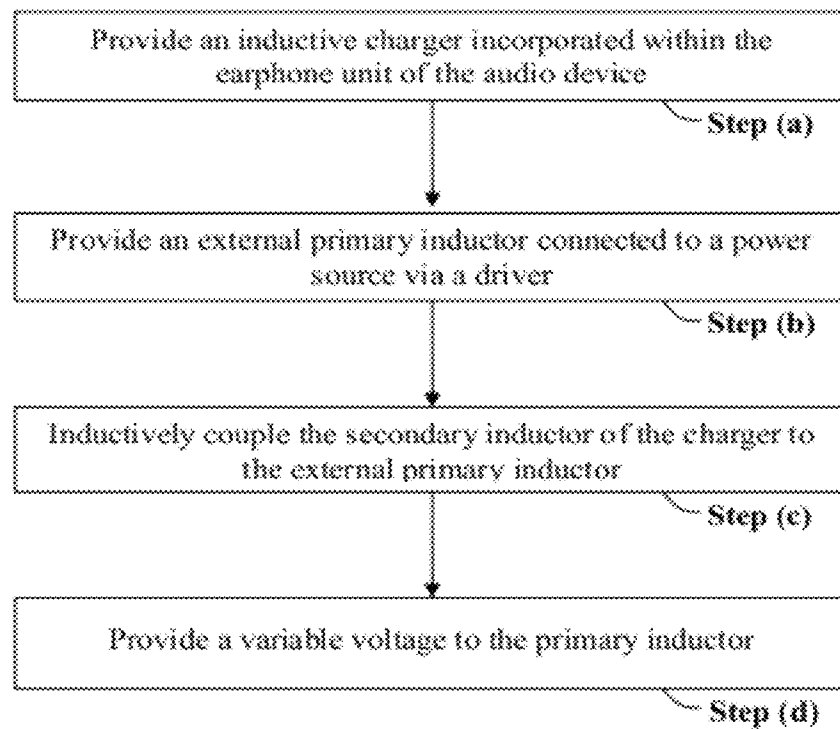 Provide an inductive charger incorporated within the
earphone unit of the audio device
Step (a)
Provide an external primary inductor connected to a power
source via a driver
Step (b)
Inductively couple the secondary inductor of the charger to
the external primary inductor
Step (c)
Provide a variable voltage to the primary inductor
Step (d)